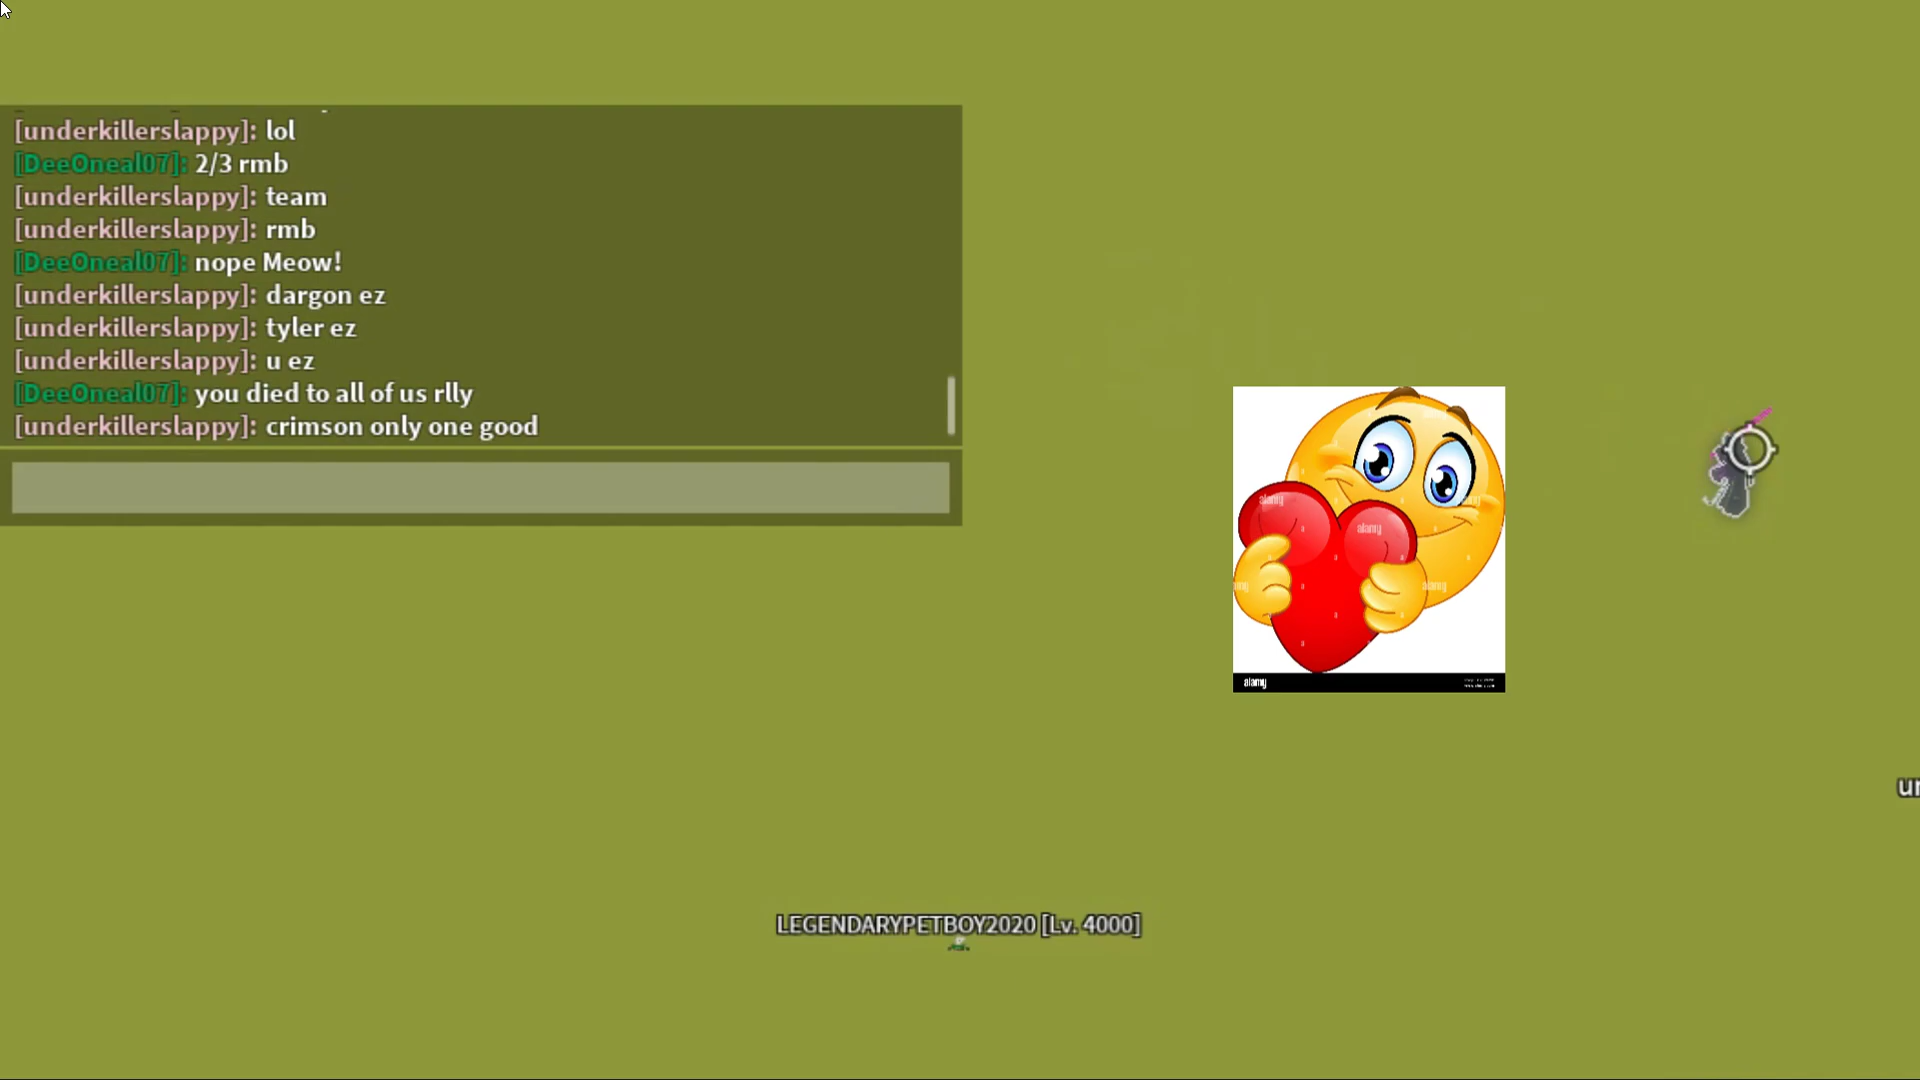 [underkillerslappy]: lol
[DeeOneal07]: 2/3 rmb
[underkillerslappy]: team
[underkillerslappy]: rmb
[DeeOneal07]: nope Meow!
[underkillerslappy]: dargon ez
[underkillerslappy]: tyler ez
[underkillerslappy]: u ez
[DeeOneal07]: you died to all of us rlly
[underkillerslappy]: crimson only one good
alamy
alamy
alamy
LEGENDARYPETBOY2020 [Lv. 4000]